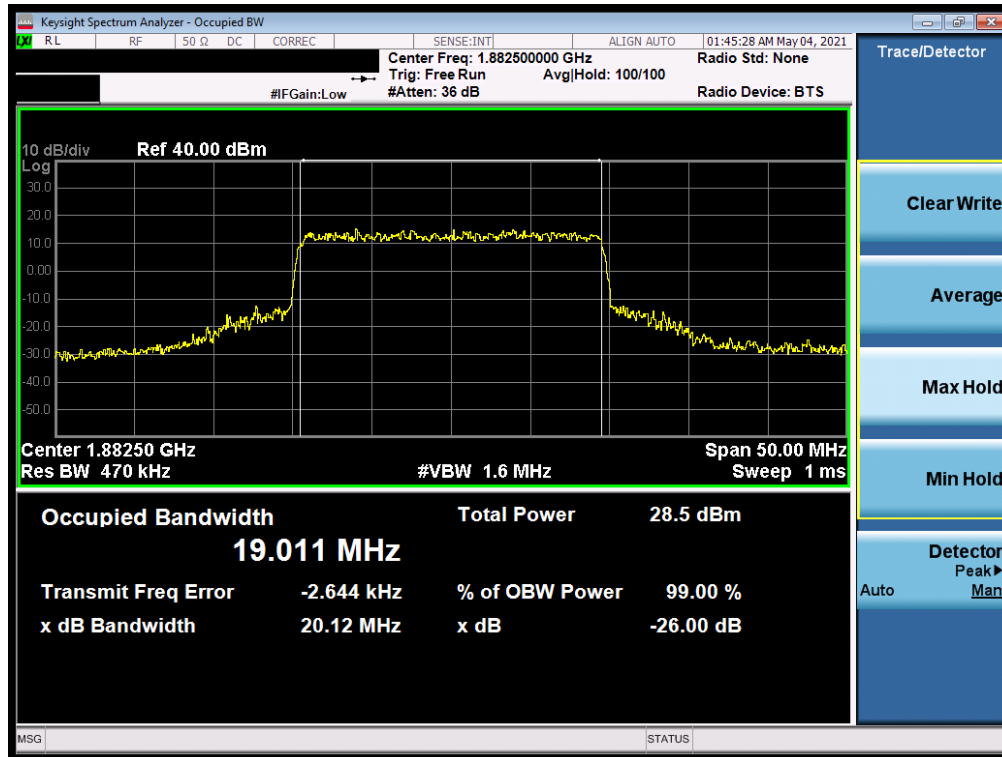 Keysight Spectrum Analyzer - Occupied BW
LXI RL RF 50 Ω DC CORREC SENSE:INT ALIGN AUTO 01:45:28 AM May 04, 2021
Center Freq: 1.882500000 GHz Radio Std: None
Trig: Free Run Avg|Hold: 100/100
#IFGain:Low #Atten: 36 dB Radio Device: BTS
10 dB/div Ref 40.00 dBm
Log
30.0
20.0
10.0
0.00
-10.0
-20.0
-30.0
-40.0
-50.0
Center 1.88250 GHz Span 50.00 MHz
Res BW 470 kHz #VBW 1.6 MHz Sweep 1 ms
Occupied Bandwidth Total Power 28.5 dBm
19.011 MHz
Transmit Freq Error -2.644 kHz % of OBW Power 99.00 %
x dB Bandwidth 20.12 MHz x dB -26.00 dB
MSG STATUS
Trace/Detector
Clear Write
Average
Max Hold
Min Hold
Detector
Peak▶
Auto Man